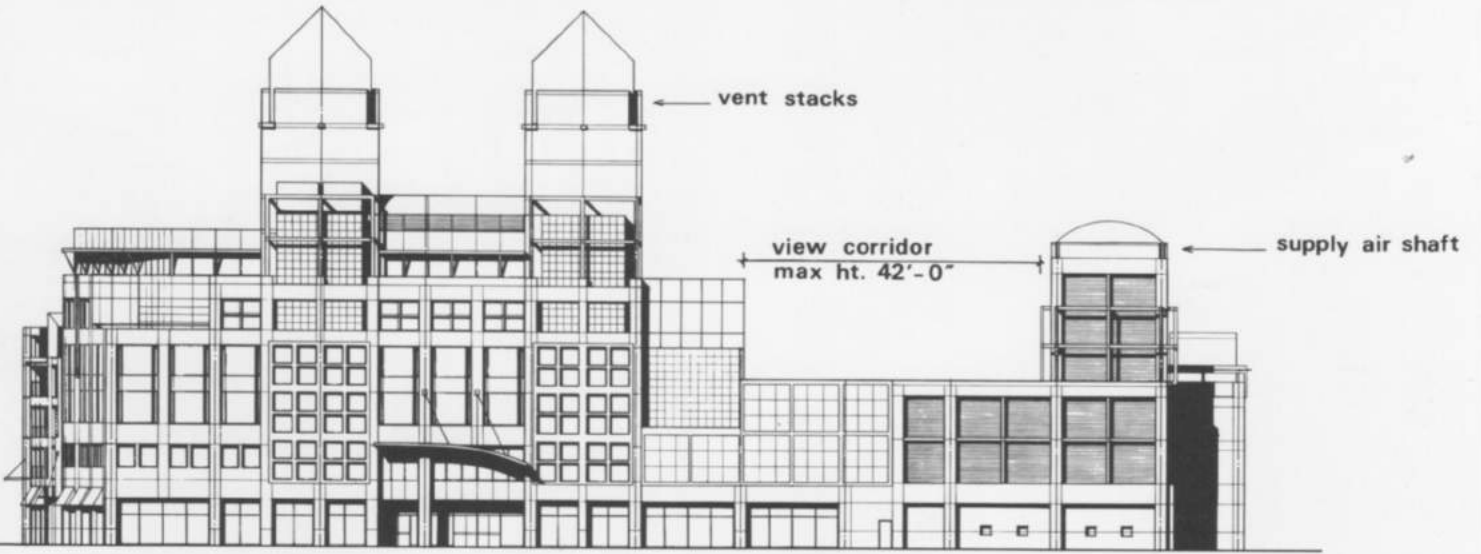 vent stacks
view corridor
max ht. 42'-0"
supply air shaft